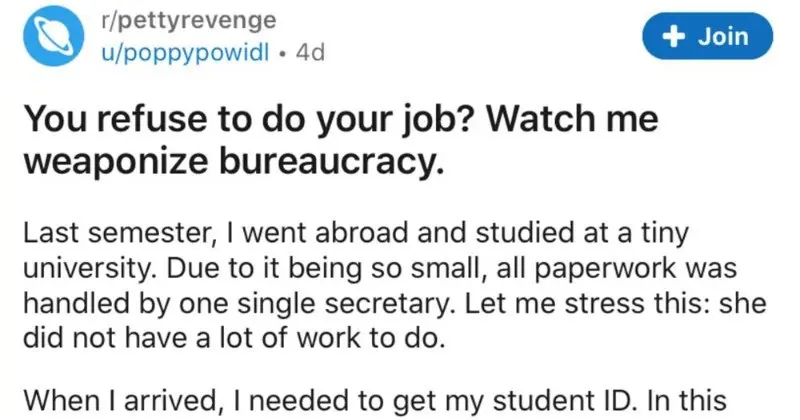 r/pettyrevenge
u/poppypowidl • 4d
+ Join
You refuse to do your job? Watch me
weaponize bureaucracy.
Last semester, I went abroad and studied at a tiny
university. Due to it being so small, all paperwork was
handled by one single secretary. Let me stress this: she
did not have a lot of work to do.
When I arrived, I needed to get my student ID. In this